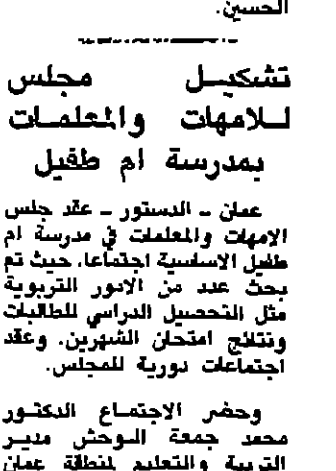 الحسين.
تشكيل مجلس
للامهات والمعلمات
بمدرسة ام طفيل
عمان - الدستور - عقد جلس
الامهات والمعلمات في مدرسة ام
طفيل الاساسية اجتماعا، حيث تم
بحث عدد من الامور التربوية
مثل التحصيل الدراسي للطالبات
ونتائج امتحان الشهرين، وعقد
اجتماعات دورية للمجلس.
وحضر الاجتماع الدكتور
محمد جمعة الوحش مدير
التربية والتعليم لمنطقة عمان